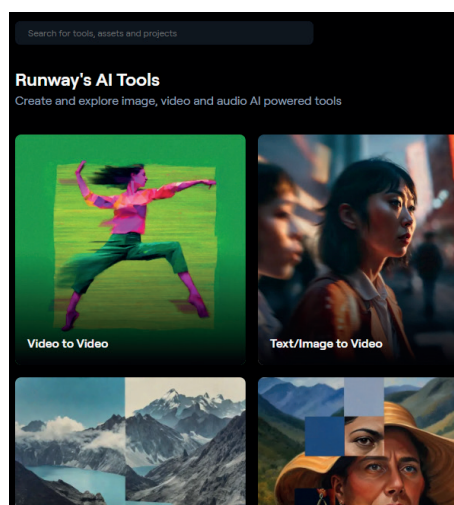 Search for tools, assets and projects
Runway's AI Tools
Create and explore image, video and audio AI powered tools
Video to Video
Text/Image to Video